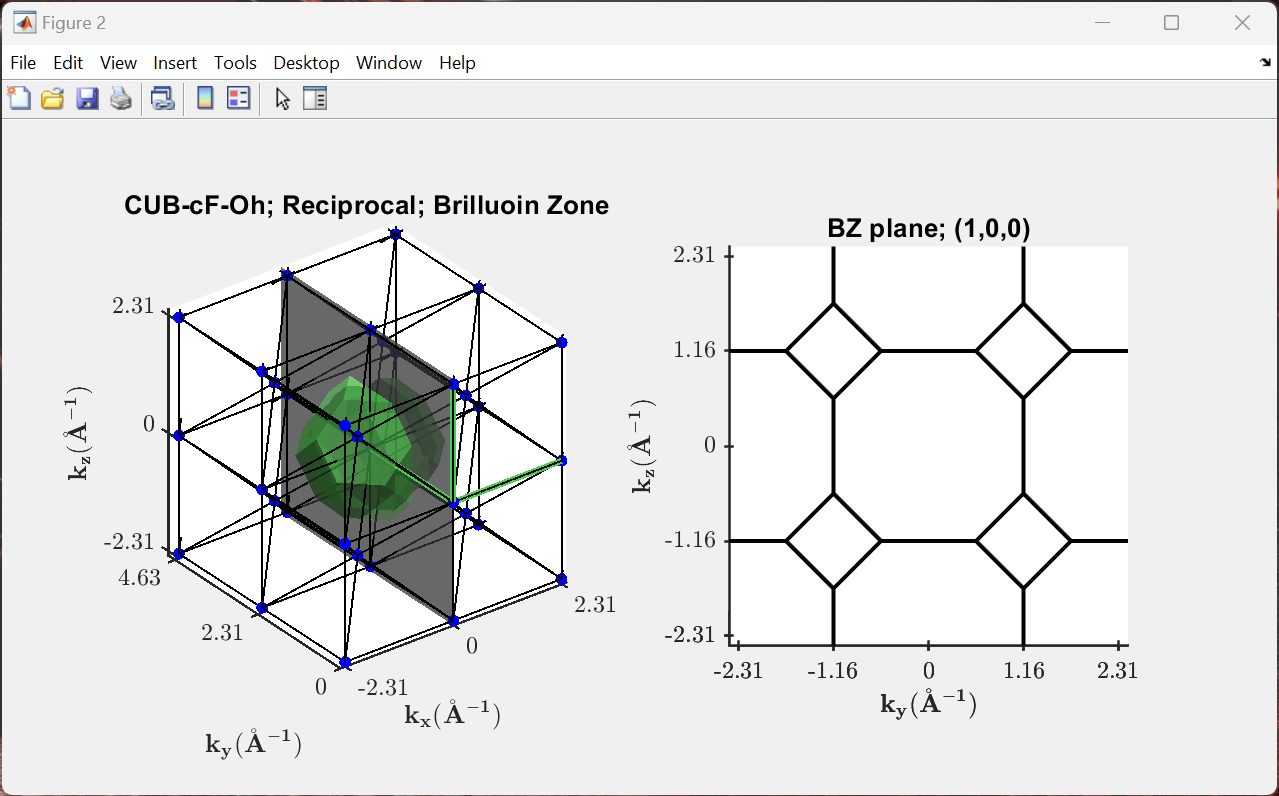 Figure 2
File Edit View Insert Tools Desktop Window Help
CUB-cF-Oh; Reciprocal; Brilluoin Zone
2.31
0
-2.31
4.63
2.31
0
-2.31
0
2.31
kz(Å⁻¹)
kx(Å⁻¹)
ky(Å⁻¹)
BZ plane; (1,0,0)
2.31
1.16
0
-1.16
-2.31
-2.31 -1.16 0 1.16 2.31
kz(Å⁻¹)
ky(Å⁻¹)